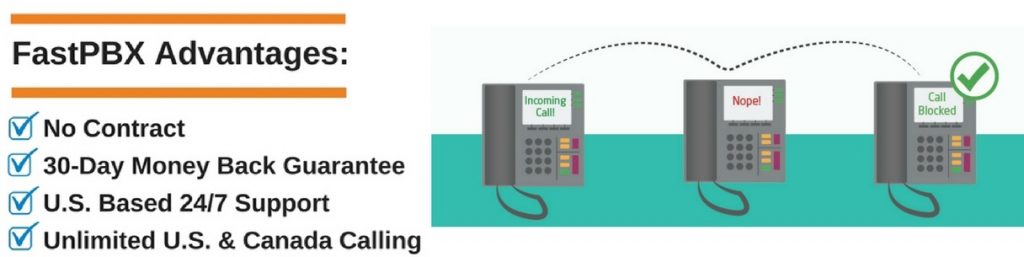 FastPBX Advantages:
No Contract
30-Day Money Back Guarantee
U.S. Based 24/7 Support
Unlimited U.S. & Canada Calling
Incoming
Call!
Nope!
Call
Blocked